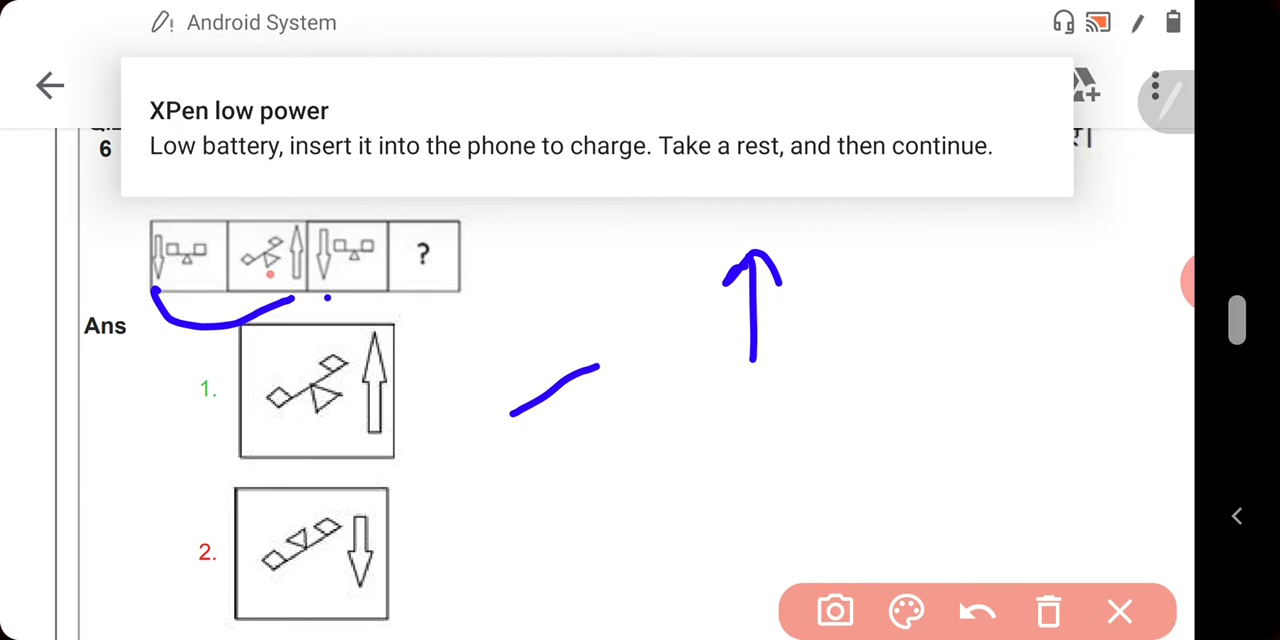 Android System
XPen low power
Low battery, insert it into the phone to charge. Take a rest, and then continue.
6
?
Ans
1.
2.